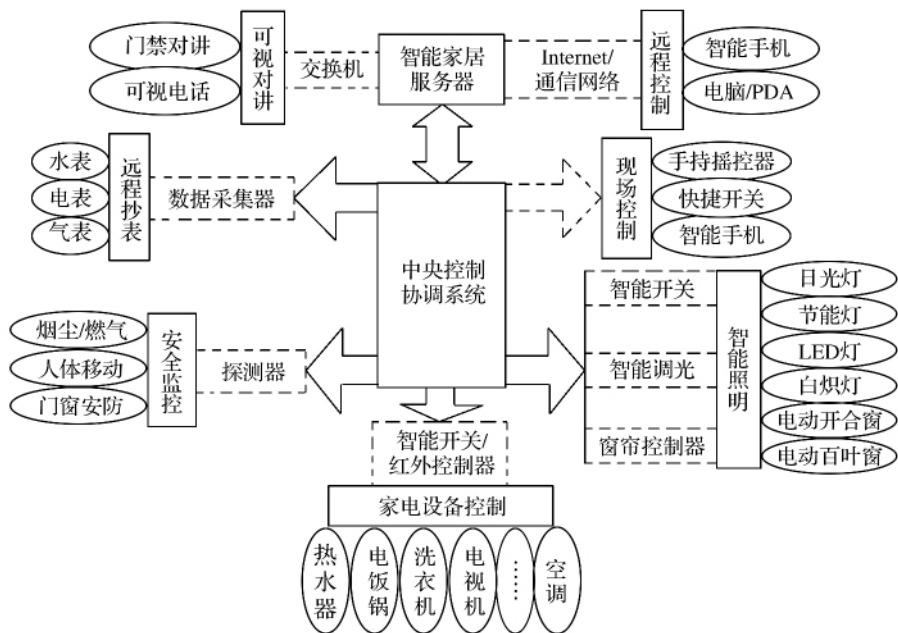 门禁对讲
可视电话
可视对讲
交换机
智能家居
服务器
Internet/
通信网络
远程控制
智能手机
电脑/PDA
水表
电表
气表
远程抄表
数据采集器
中央控制
协调系统
现场控制
手持摇控器
快捷开关
智能手机
烟尘/燃气
人体移动
门窗安防
安全监控
探测器
智能开关
智能调光
窗帘控制器
智能照明
日光灯
节能灯
LED灯
白炽灯
电动开合窗
电动百叶窗
智能开关/
红外控制器
家电设备控制
热水器
电饭锅
洗衣机
电视机
……
空调